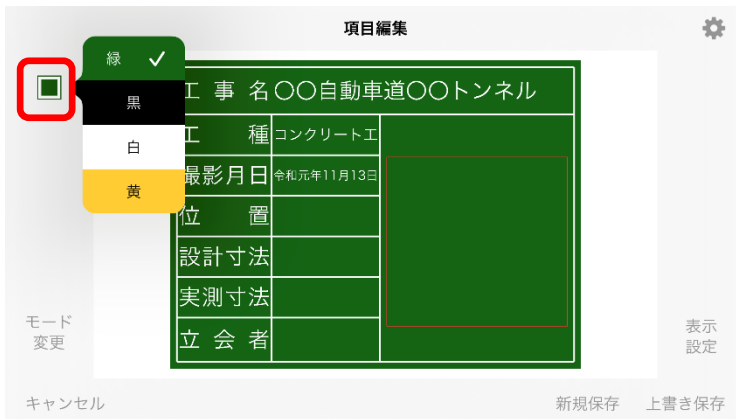 項目編集
緑
黒
白
黄
工事名〇〇自動車道〇〇トンネル
工種 コンクリート工
撮影月日 令和元年11月13日
位置
設計寸法
実測寸法
立会者
モード
変更
表示
設定
キャンセル
新規保存 上書き保存